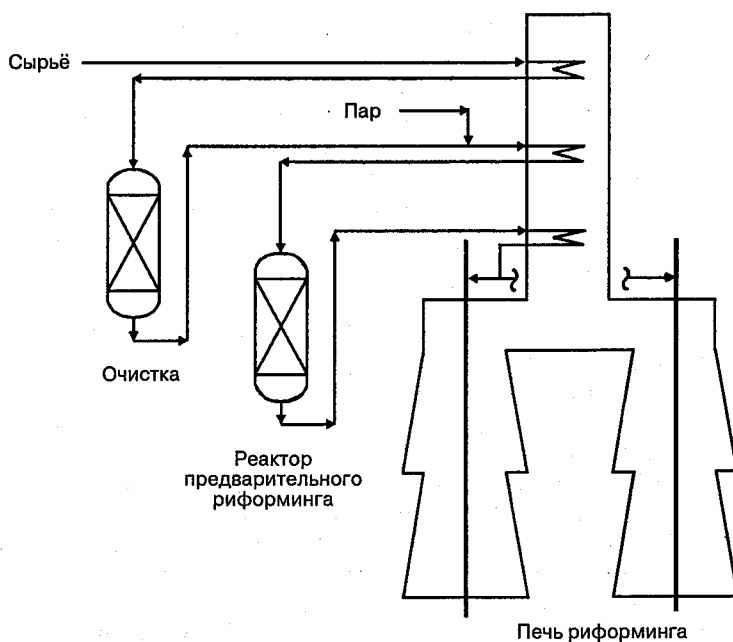 Сырьё
Пар
Очистка
Реактор
предварительного
риформинга
Печь риформинга